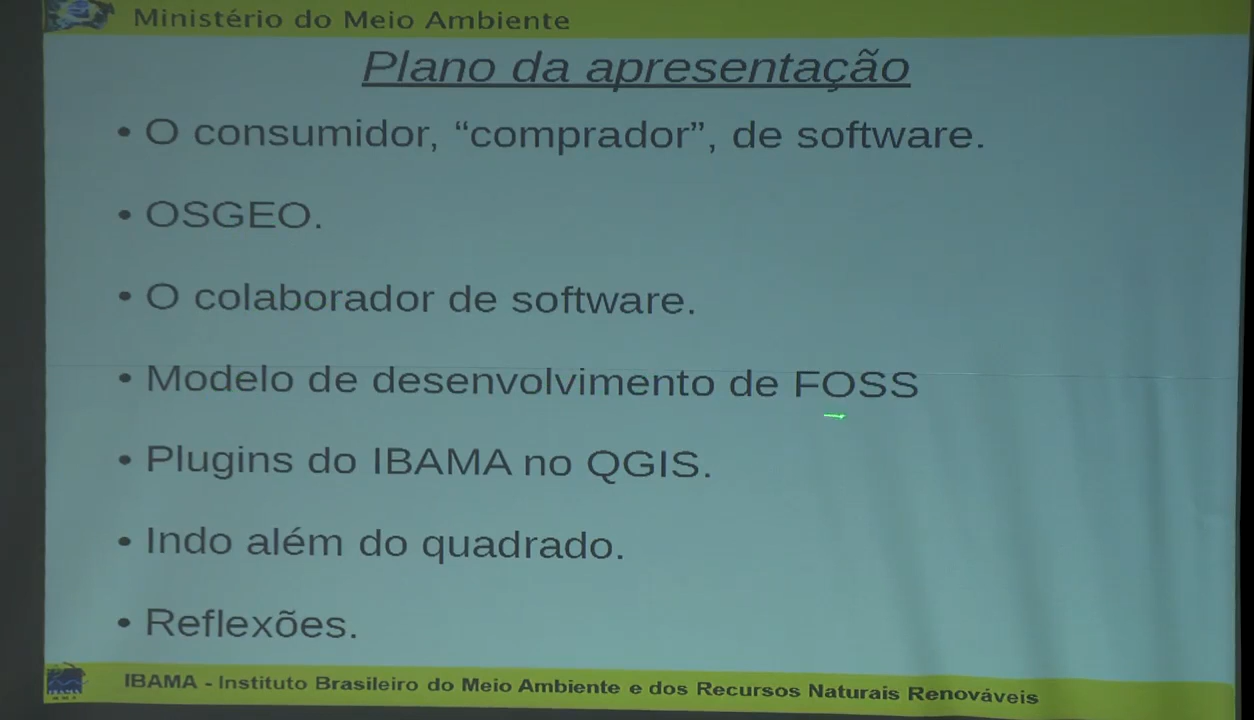 Ministério do Meio Ambiente
Plano da apresentação
• O consumidor, “comprador”, de software.
• OSGEO.
• O colaborador de software.
• Modelo de desenvolvimento de FOSS
• Plugins do IBAMA no QGIS.
• Indo além do quadrado.
• Reflexões.
IBAMA
IBAMA - Instituto Brasileiro do Meio Ambiente e dos Recursos Naturais Renováveis